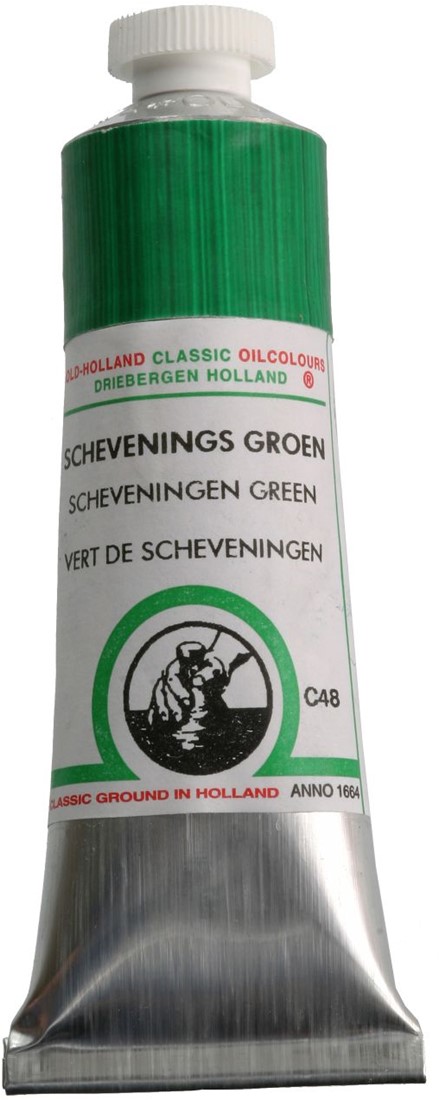 OLD-HOLLAND CLASSIC OILCOLOURS
DRIEBERGEN HOLLAND ®
SCHEVENINGS GROEN
SCHEVENINGEN GREEN
VERT DE SCHEVENINGEN
C48
CLASSIC GROUND IN HOLLAND ANNO 1664